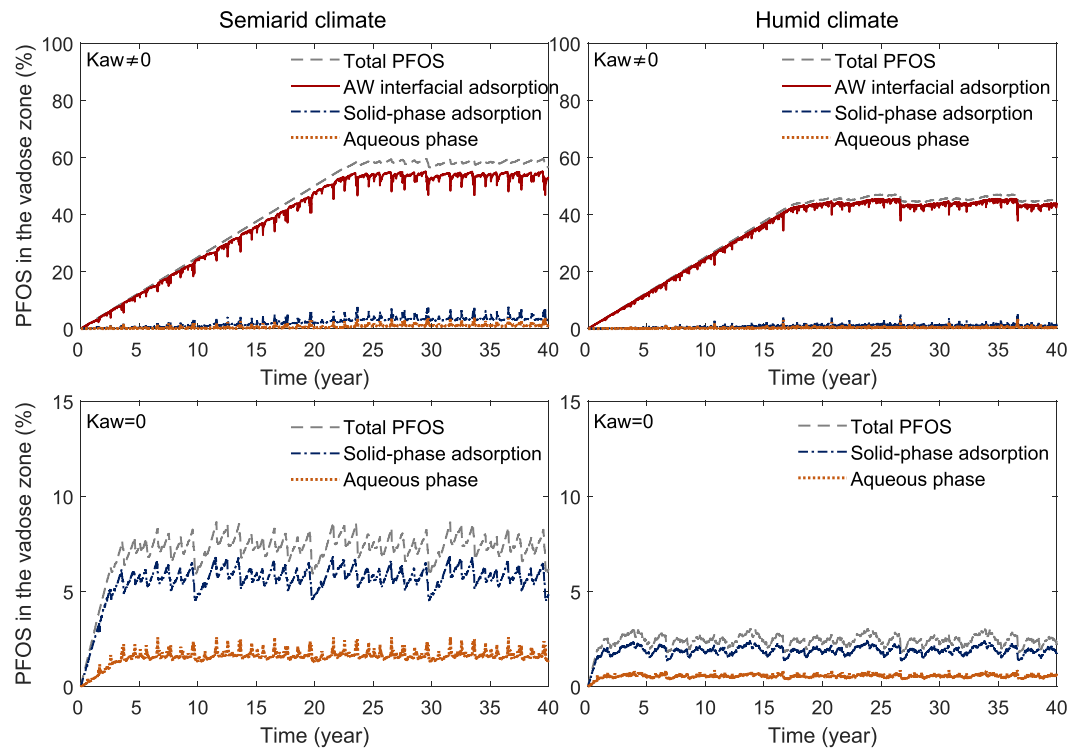 Semiarid climate
Humid climate
PFOS in the vadose zone (%)
100
80
60
40
20
0
Kaw≠0
Total PFOS
AW interfacial adsorption
Solid-phase adsorption
Aqueous phase
0 5 15 20 25 30 35 40
Time (year)
100
80
60
40
20
0
Kaw≠0
Total PFOS
AW interfacial adsorption
Solid-phase adsorption
Aqueous phase
0 5 10 15 20 25 30 35 40
Time (year)
PFOS in the vadose zone (%)
15
10
5
0
Kaw=0
Total PFOS
Solid-phase adsorption
Aqueous phase
0 5 10 15 20 25 30 35 40
Time (year)
15
10
5
0
Kaw=0
Total PFOS
Solid-phase adsorption
Aqueous phase
0 5 10 15 20 25 30 35 40
Time (year)